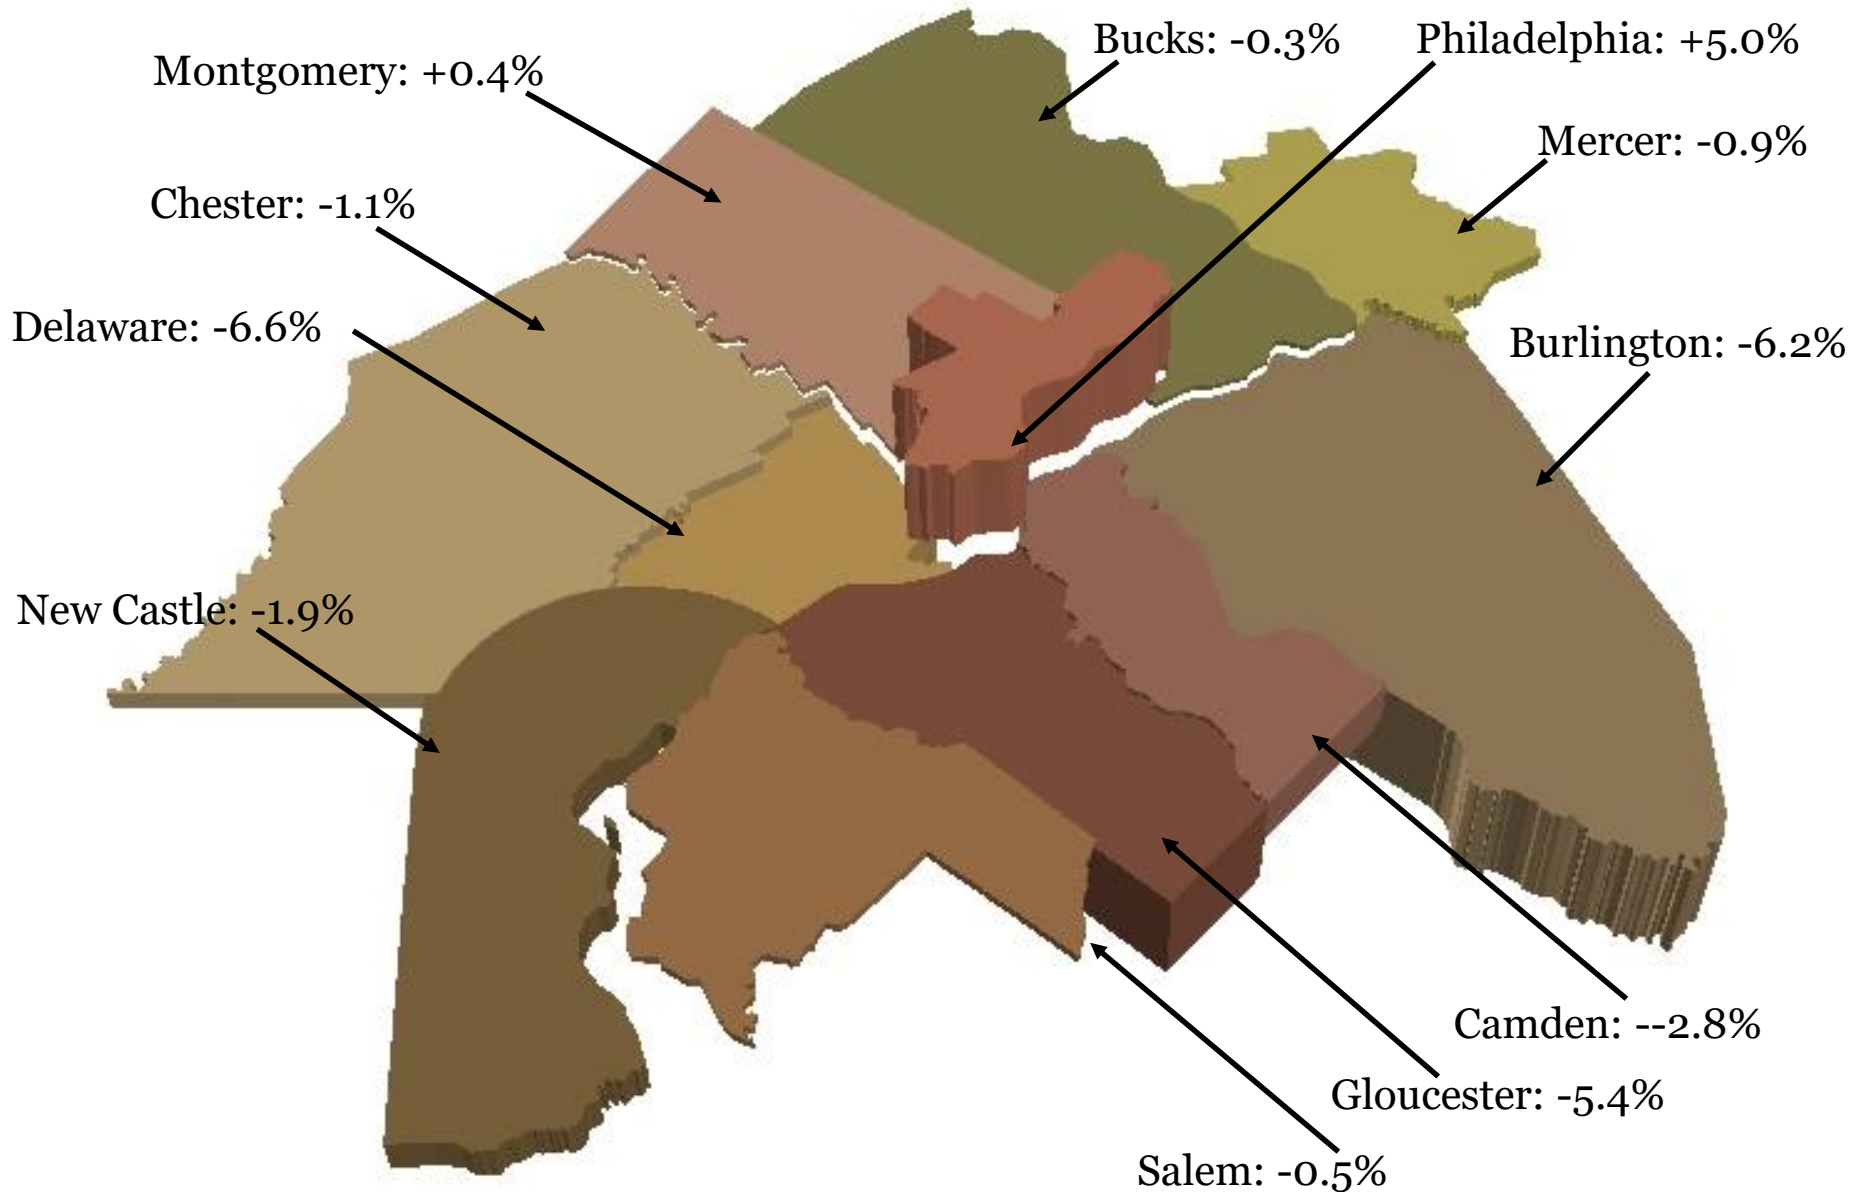 Bucks: -0.3%
Philadelphia: +5.0%
Montgomery: +0.4%
Mercer: -0.9%
Chester: -1.1%
Delaware: -6.6%
Burlington: -6.2%
New Castle: -1.9%
Camden: --2.8%
Gloucester: -5.4%
Salem: -0.5%